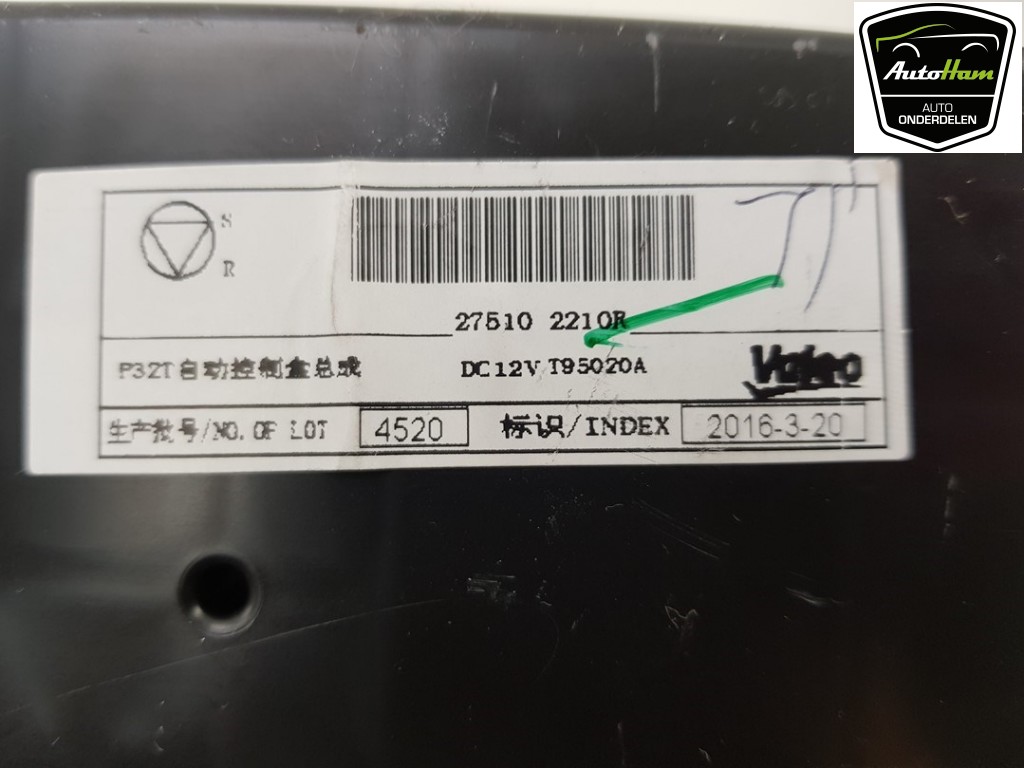 AutoHam
AUTO
ONDERDELEN
S
R
27510 2210R
P32T自动控制盒总成 DC12V T95020A Valeo
生产批号/NO.OF LOT 4520 标识/INDEX 2016-3-20